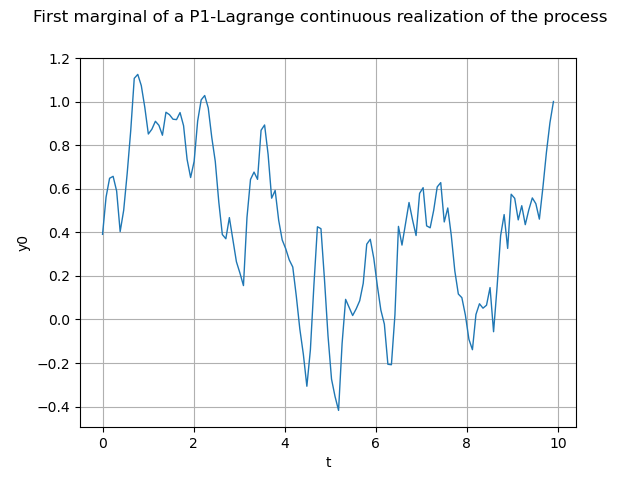 First marginal of a P1-Lagrange continuous realization of the process
1.2
1.0
0.8
0.6
0.4
0.2
0.0
−0.2
−0.4
y0
0 2 4 6 8 10
t